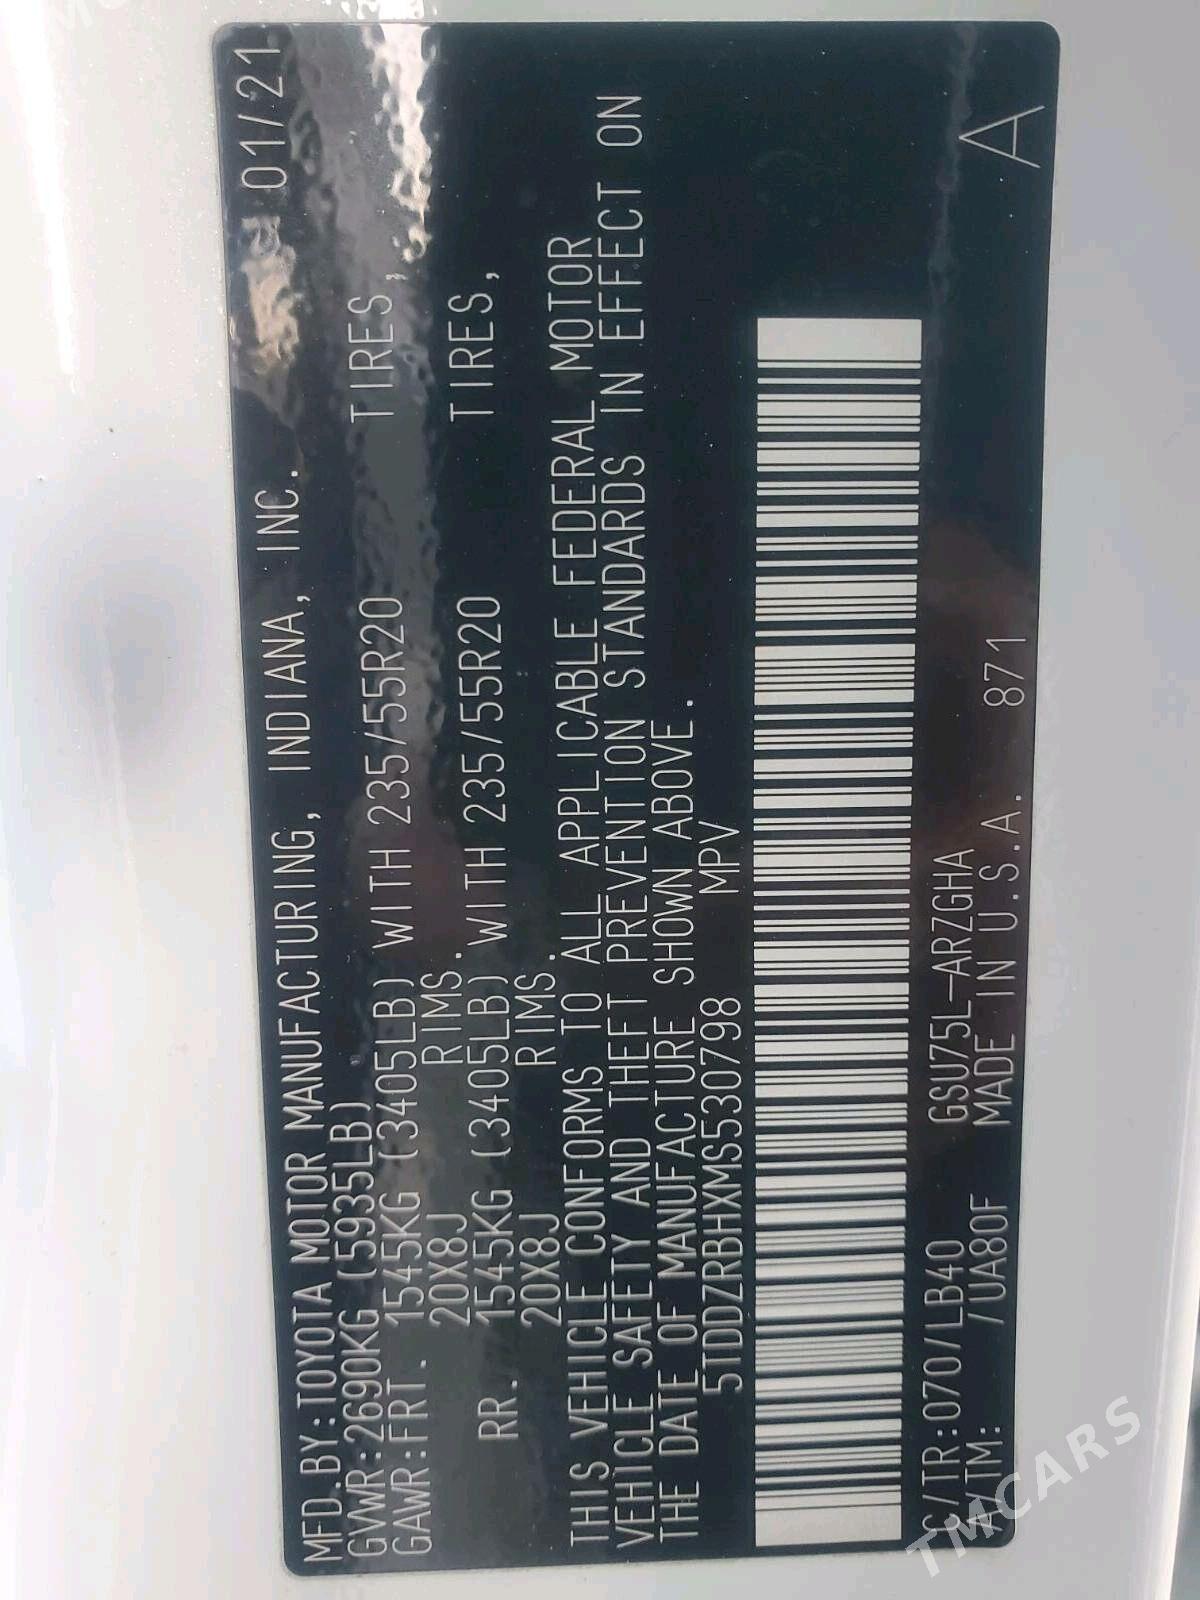 MFD.BY:TOYOTA MOTOR MANUFACTURING, INDIANA, INC. 01/21
GVWR:2690KG(5935LB)
GAWR:FRT. 1545KG (3405LB) WITH 235/55R20 TIRES,
20X8J RIMS.
RR. 1545KG (3405LB) WITH 235/55R20 TIRES,
20X8J RIMS.
THIS VEHICLE CONFORMS TO ALL APPLICABLE FEDERAL MOTOR
VEHICLE SAFETY AND THEFT PREVENTION STANDARDS IN EFFECT ON
THE DATE OF MANUFACTURE SHOWN ABOVE.
5TDDZRBHXMS530798 MPV
C/TR:070/LB40 GSU75L-ARZGHA
A/TM: /UA80F MADE IN U.S.A. 871 A
TMCARS